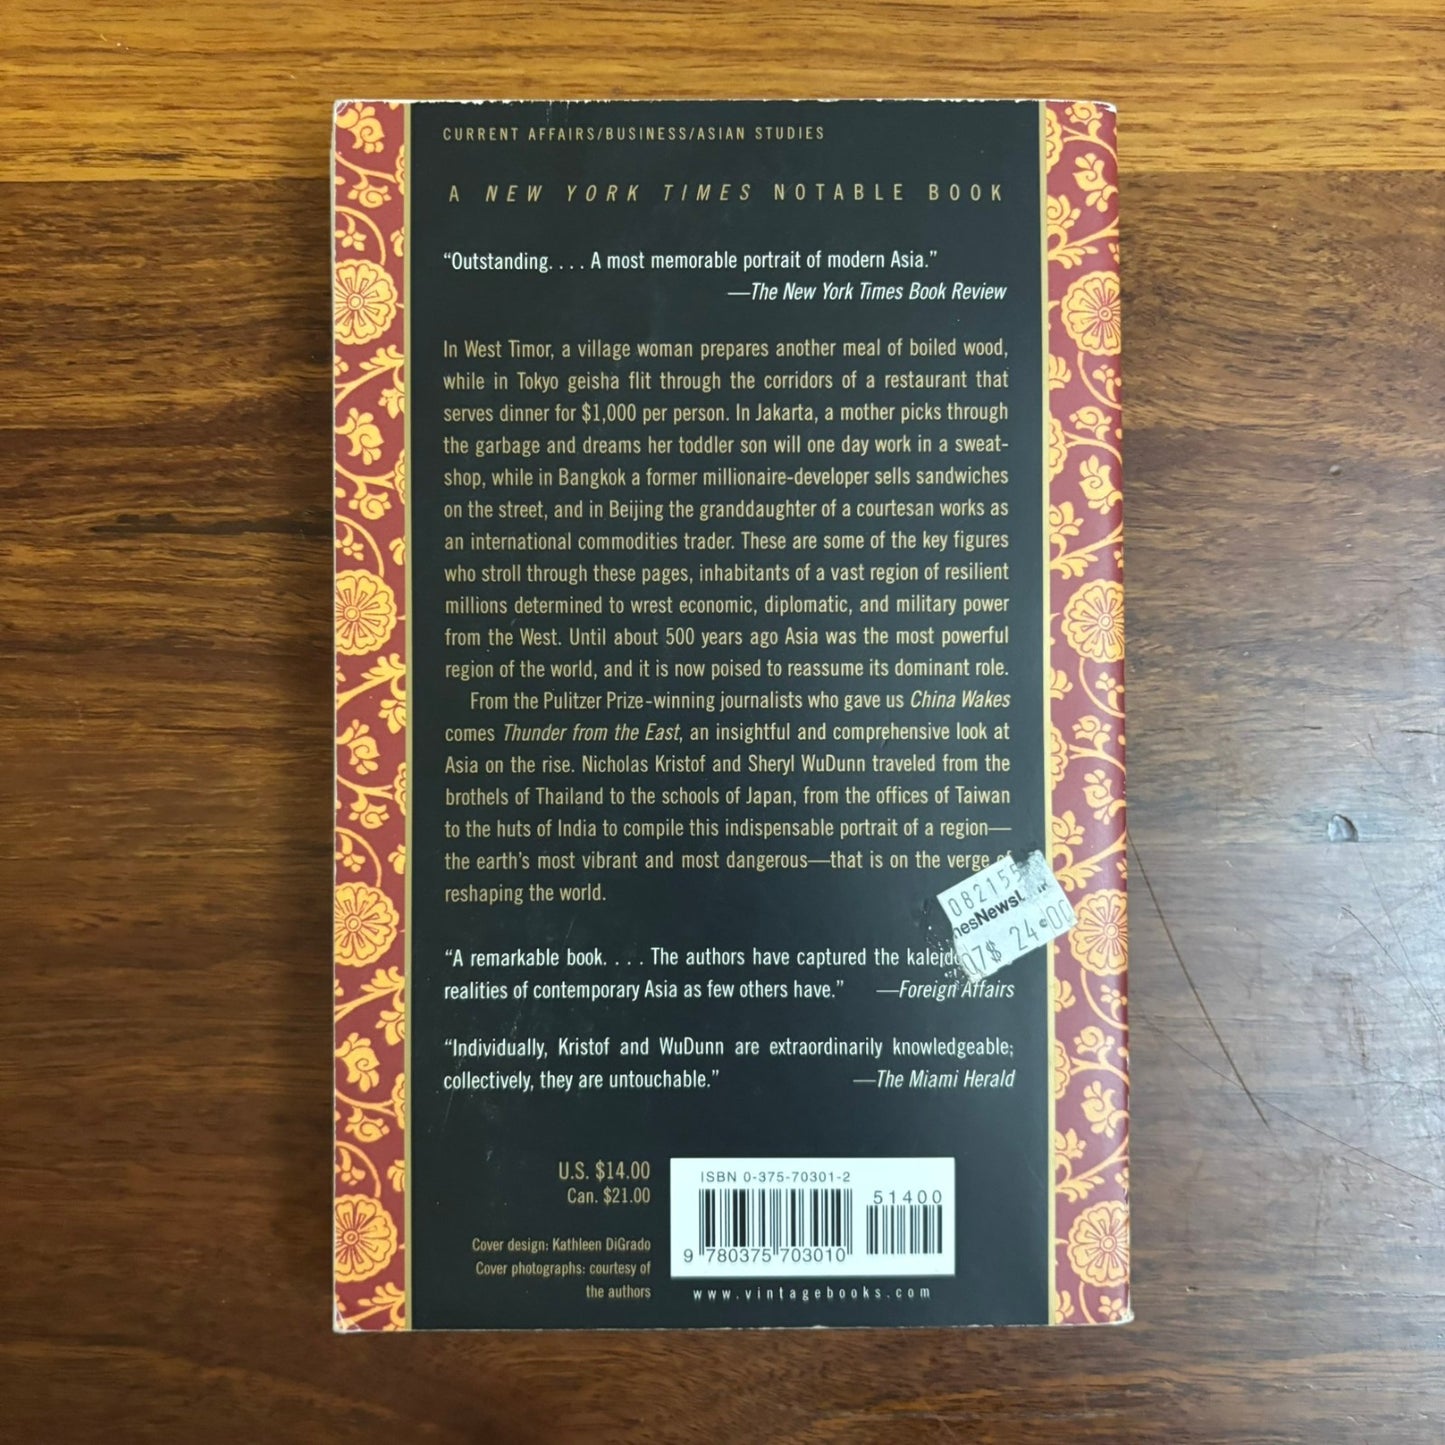 CURRENT AFFAIRS/BUSINESS/ASIAN STUDIES
A NEW YORK TIMES NOTABLE BOOK
“Outstanding. . . . A most memorable portrait of modern Asia.”
—The New York Times Book Review
In West Timor, a village woman prepares another meal of boiled wood,
while in Tokyo geisha flit through the corridors of a restaurant that
serves dinner for $1,000 per person. In Jakarta, a mother picks through
the garbage and dreams her toddler son will one day work in a sweat-
shop, while in Bangkok a former millionaire-developer sells sandwiches
on the street, and in Beijing the granddaughter of a courtesan works as
an international commodities trader. These are some of the key figures
who stroll through these pages, inhabitants of a vast region of resilient
millions determined to wrest economic, diplomatic, and military power
from the West. Until about 500 years ago Asia was the most powerful
region of the world, and it is now poised to reassume its dominant role.
From the Pulitzer Prize-winning journalists who gave us China Wakes
comes Thunder from the East, an insightful and comprehensive look at
Asia on the rise. Nicholas Kristof and Sheryl WuDunn traveled from the
brothels of Thailand to the schools of Japan, from the offices of Taiwan
to the huts of India to compile this indispensable portrait of a region—
the earth’s most vibrant and most dangerous—that is on the verge of
reshaping the world.
“A remarkable book. . . . The authors have captured the
realities of contemporary Asia as few others have.” —Foreign Affairs
“Individually, Kristof and WuDunn are extraordinarily knowledgeable;
collectively, they are untouchable.” —The Miami Herald
082155
07$ 24.00
U.S. $14.00
Can. $21.00
Cover design: Kathleen DiGrado
Cover photographs: courtesy of
the authors
ISBN 0-375-70301-2
51400
9 780375 703010
www.vintagebooks.com